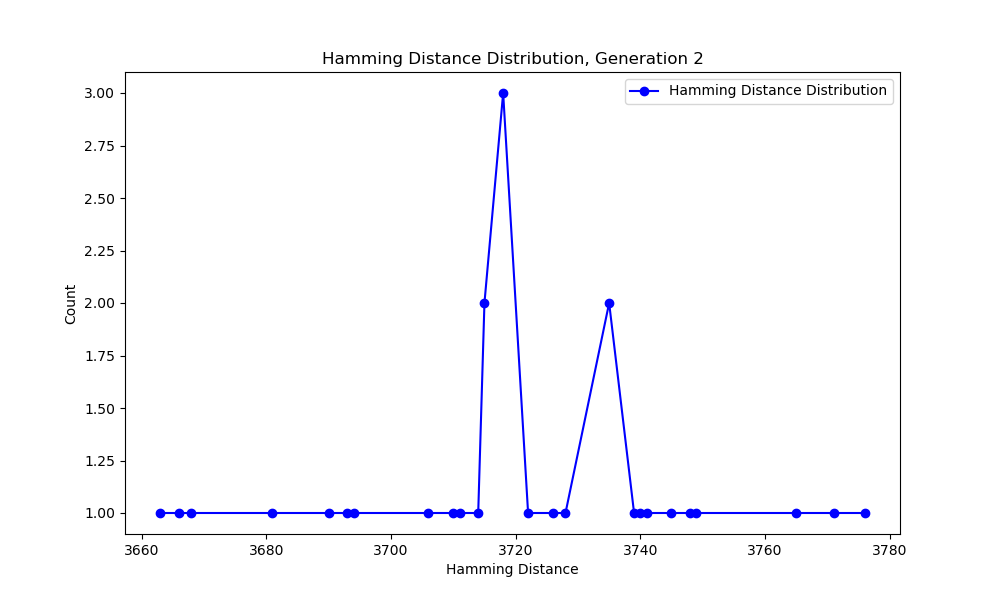 Hamming Distance Distribution, Generation 2
Hamming Distance Distribution
3.00
2.75
2.50
2.25
2.00
1.75
1.50
1.25
1.00
Count
3660 3680 3700 3720 3740 3760 3780
Hamming Distance